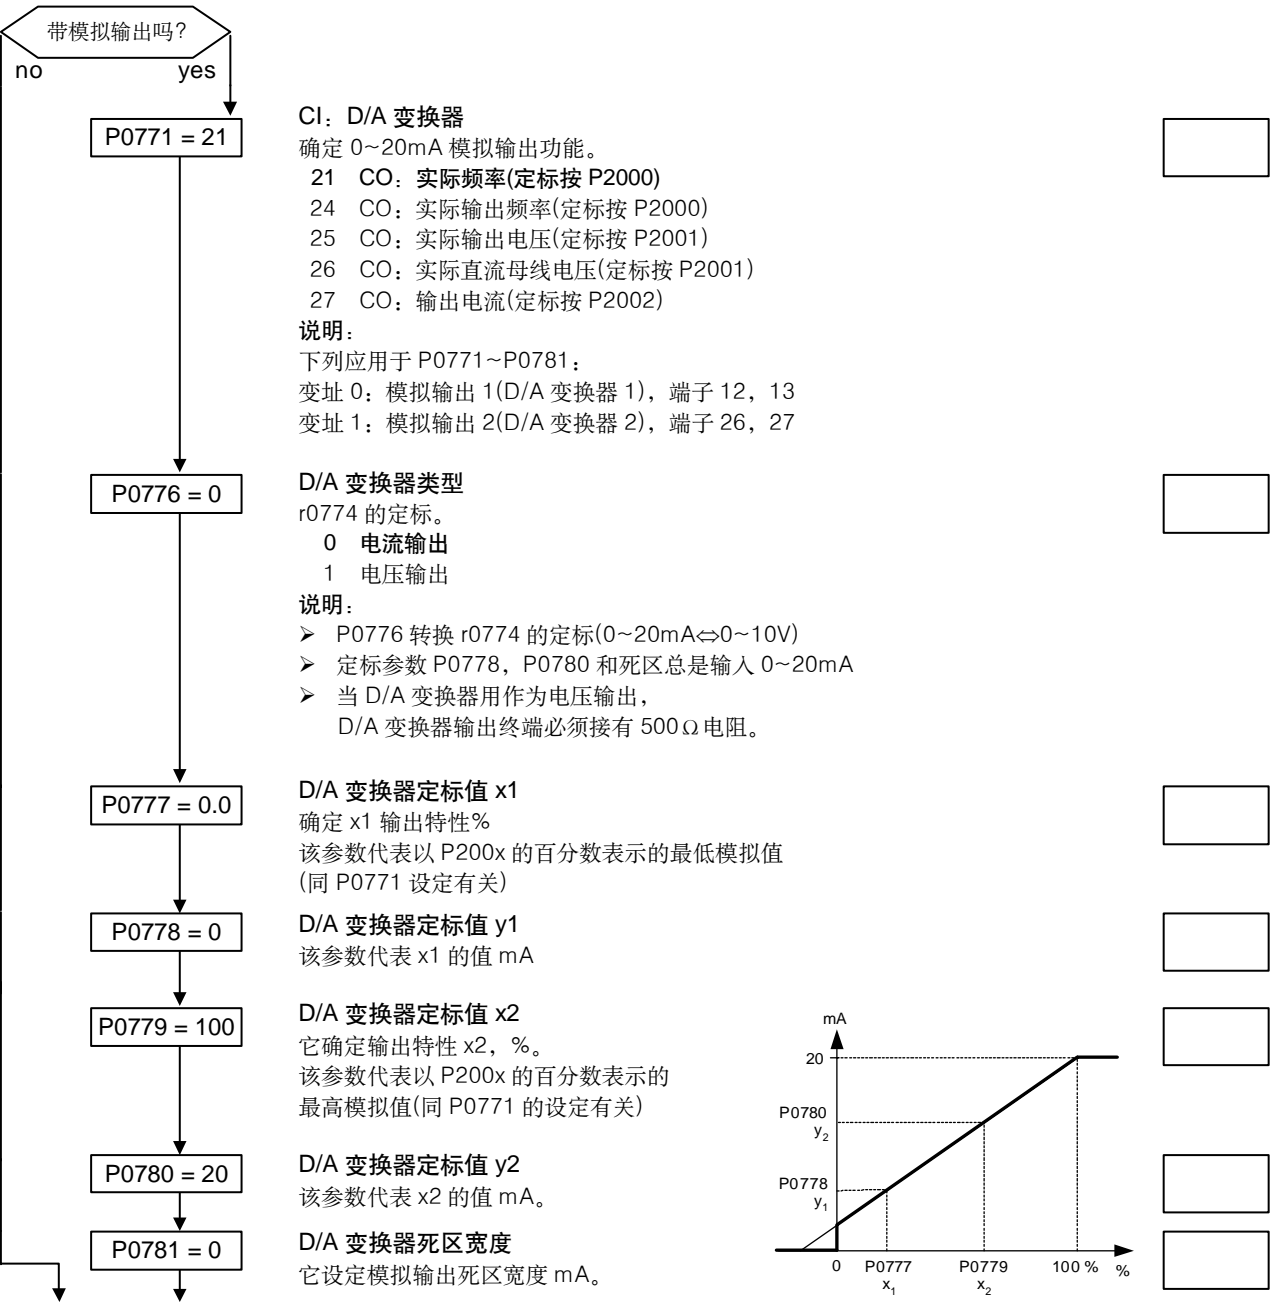 带模拟输出吗?
no
yes
P0771 = 21
CI：D/A 变换器
确定 0~20mA 模拟输出功能。
21 CO：实际频率(定标按 P2000)
24 CO：实际输出频率(定标按 P2000)
25 CO：实际输出电压(定标按 P2001)
26 CO：实际直流母线电压(定标按 P2001)
27 CO：输出电流(定标按 P2002)
说明：
下列应用于 P0771~P0781：
变址 0：模拟输出 1(D/A 变换器 1)，端子 12，13
变址 1：模拟输出 2(D/A 变换器 2)，端子 26，27
P0776 = 0
D/A 变换器类型
r0774 的定标。
0 电流输出
1 电压输出
说明：
➢ P0776 转换 r0774 的定标(0~20mA⇔0~10V)
➢ 定标参数 P0778，P0780 和死区总是输入 0~20mA
➢ 当 D/A 变换器用作为电压输出，
D/A 变换器输出终端必须接有 500Ω电阻。
P0777 = 0.0
D/A 变换器定标值 x1
确定 x1 输出特性%
该参数代表以 P200x 的百分数表示的最低模拟值
(同 P0771 设定有关)
P0778 = 0
D/A 变换器定标值 y1
该参数代表 x1 的值 mA
P0779 = 100
D/A 变换器定标值 x2
它确定输出特性 x2，%。
该参数代表以 P200x 的百分数表示的
最高模拟值(同 P0771 的设定有关)
P0780 = 20
D/A 变换器定标值 y2
该参数代表 x2 的值 mA。
P0781 = 0
D/A 变换器死区宽度
它设定模拟输出死区宽度 mA。
mA
20
P0780
y2
P0778
y1
0
P0777
x1
P0779
x2
100 %
%